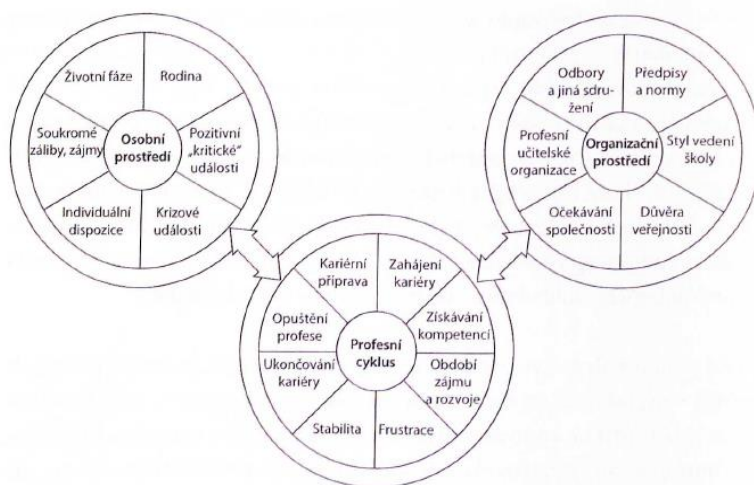 Životní fáze
Rodina
Soukromé
záliby, zájmy
Osobní
prostředí
Pozitivní
„kritické“
události
Individuální
dispozice
Krizové
události
Odbory
a jiná sdru-
žení
Předpisy
a normy
Profesní
učitelské
organizace
Organizační
prostředí
Styl vedení
školy
Očekávání
společnosti
Důvěra
veřejnosti
Kariérní
příprava
Zahájení
kariéry
Opuštění
profese
Získávání
kompetencí
Profesní
cyklus
Ukončování
kariéry
Období
zájmu
a rozvoje
Stabilita
Frustrace